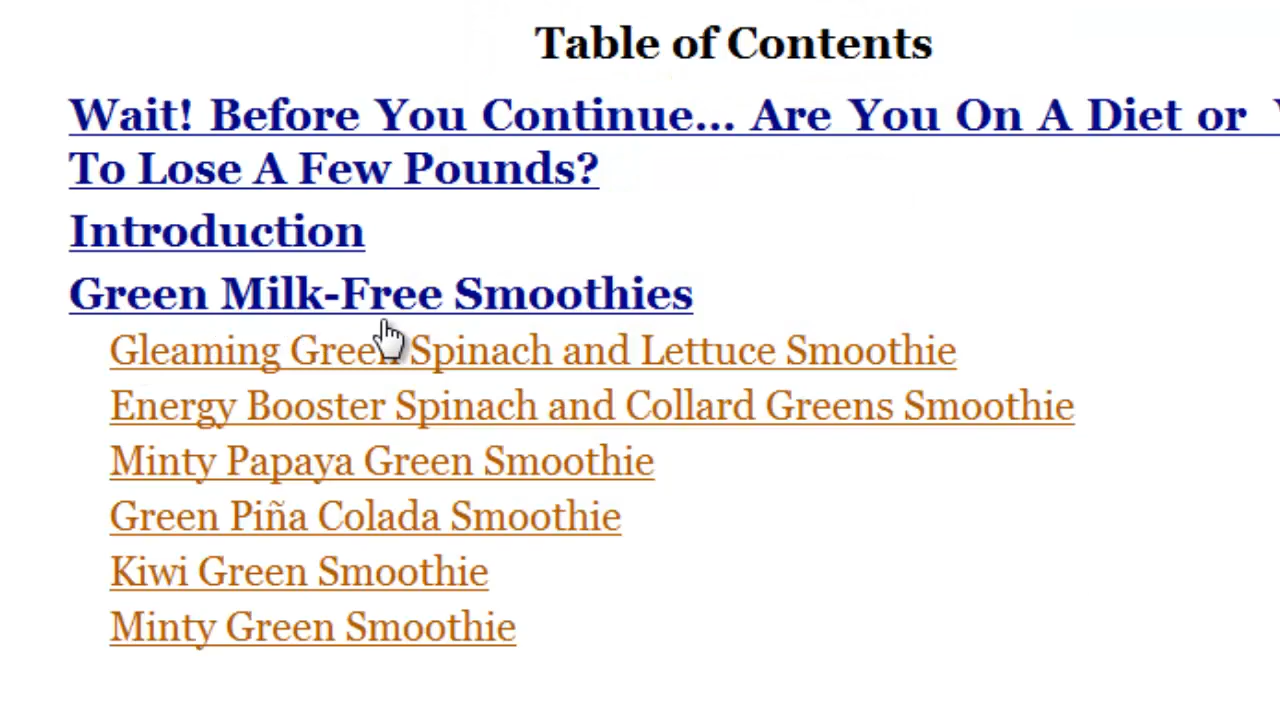 Table of Contents
Wait! Before You Continue... Are You On A Diet or
To Lose A Few Pounds?
Introduction
Green Milk-Free Smoothies
Gleaming Green Spinach and Lettuce Smoothie
Energy Booster Spinach and Collard Greens Smoothie
Minty Papaya Green Smoothie
Green Piña Colada Smoothie
Kiwi Green Smoothie
Minty Green Smoothie